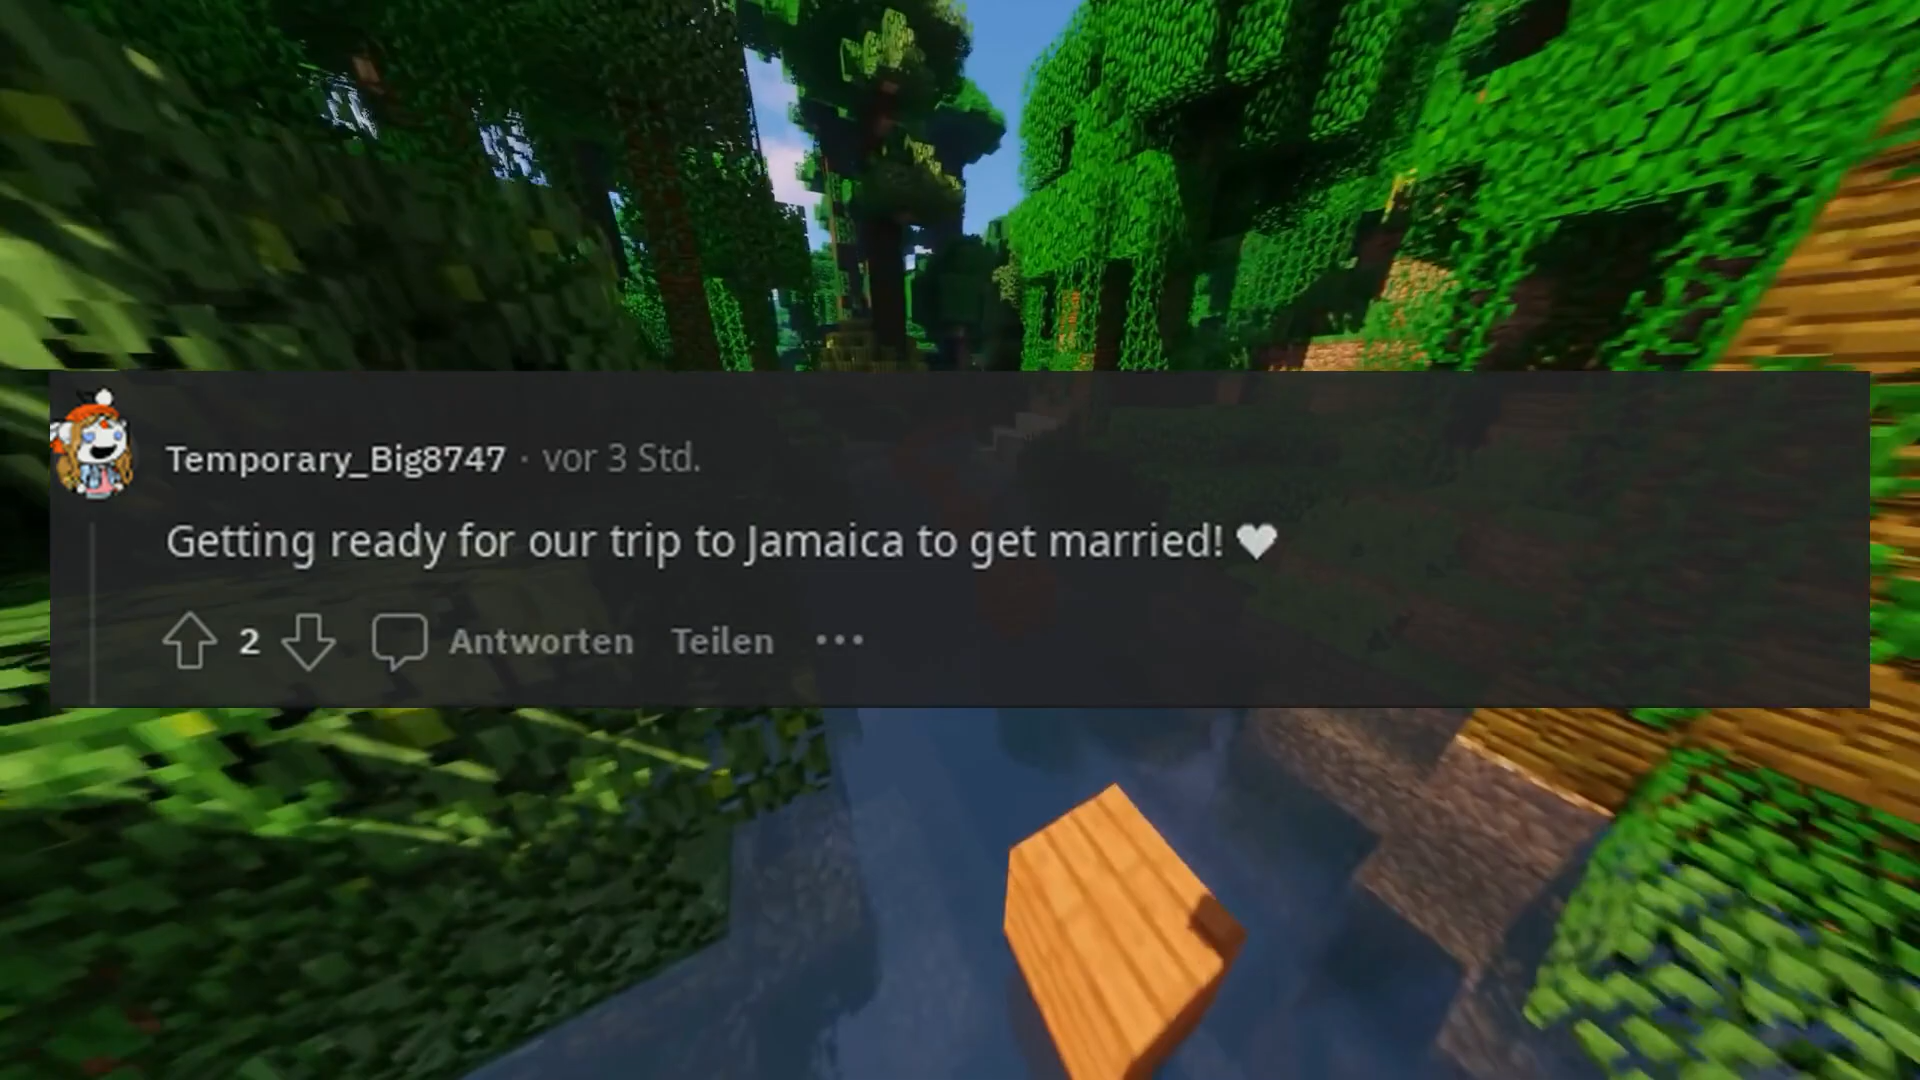 Temporary_Big8747 · vor 3 Std.
Getting ready for our trip to Jamaica to get married! 🤍
2 Antworten Teilen •••